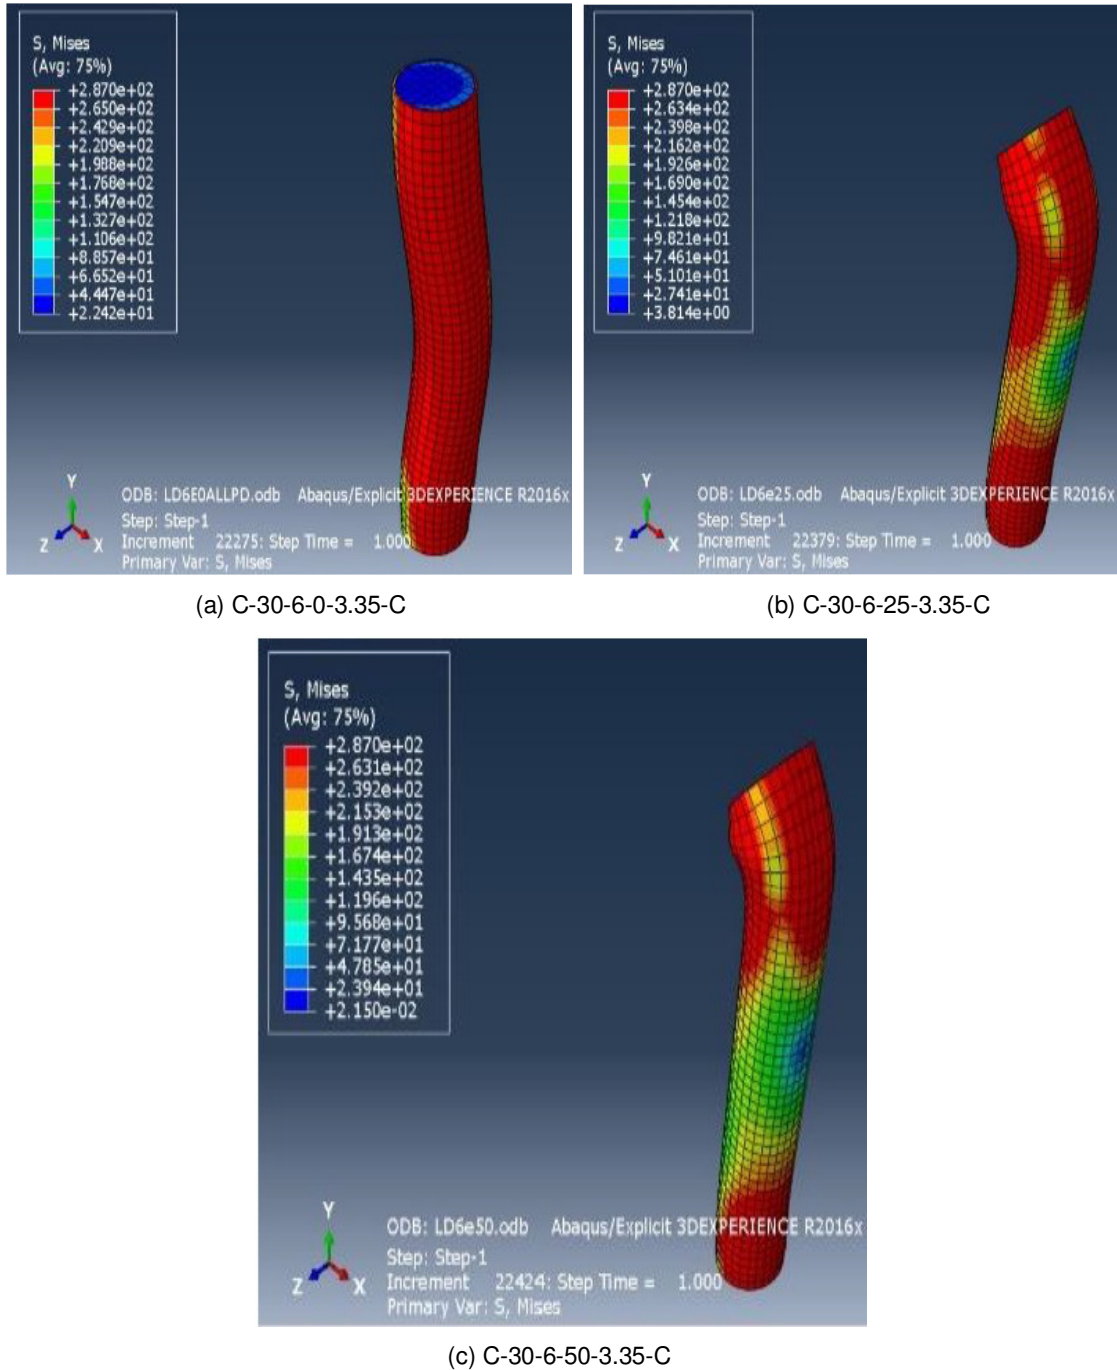 S, Mises
(Avg: 75%)
+2.870e+02
+2.650e+02
+2.429e+02
+2.209e+02
+1.988e+02
+1.768e+02
+1.547e+02
+1.327e+02
+1.106e+02
+8.857e+01
+6.652e+01
+4.447e+01
+2.242e+01
Y
Z X
ODB: LD6E0ALLPD.odb Abaqus/Explicit 3DEXPERIENCE R2016x
Step: Step-1
Increment 22275: Step Time = 1.000
Primary Var: S, Mises
(a) C-30-6-0-3.35-C
S, Mises
(Avg: 75%)
+2.870e+02
+2.634e+02
+2.398e+02
+2.162e+02
+1.926e+02
+1.690e+02
+1.454e+02
+1.218e+02
+9.821e+01
+7.461e+01
+5.101e+01
+2.741e+01
+3.814e+00
Y
Z X
ODB: LD6e25.odb Abaqus/Explicit 3DEXPERIENCE R2016x
Step: Step-1
Increment 22379: Step Time = 1.000
Primary Var: S, Mises
(b) C-30-6-25-3.35-C
S, Mises
(Avg: 75%)
+2.870e+02
+2.631e+02
+2.392e+02
+2.153e+02
+1.913e+02
+1.674e+02
+1.435e+02
+1.196e+02
+9.568e+01
+7.177e+01
+4.785e+01
+2.394e+01
+2.150e-02
Y
Z X
ODB: LD6e50.odb Abaqus/Explicit 3DEXPERIENCE R2016x
Step: Step-1
Increment 22424: Step Time = 1.000
Primary Var: S, Mises
(c) C-30-6-50-3.35-C